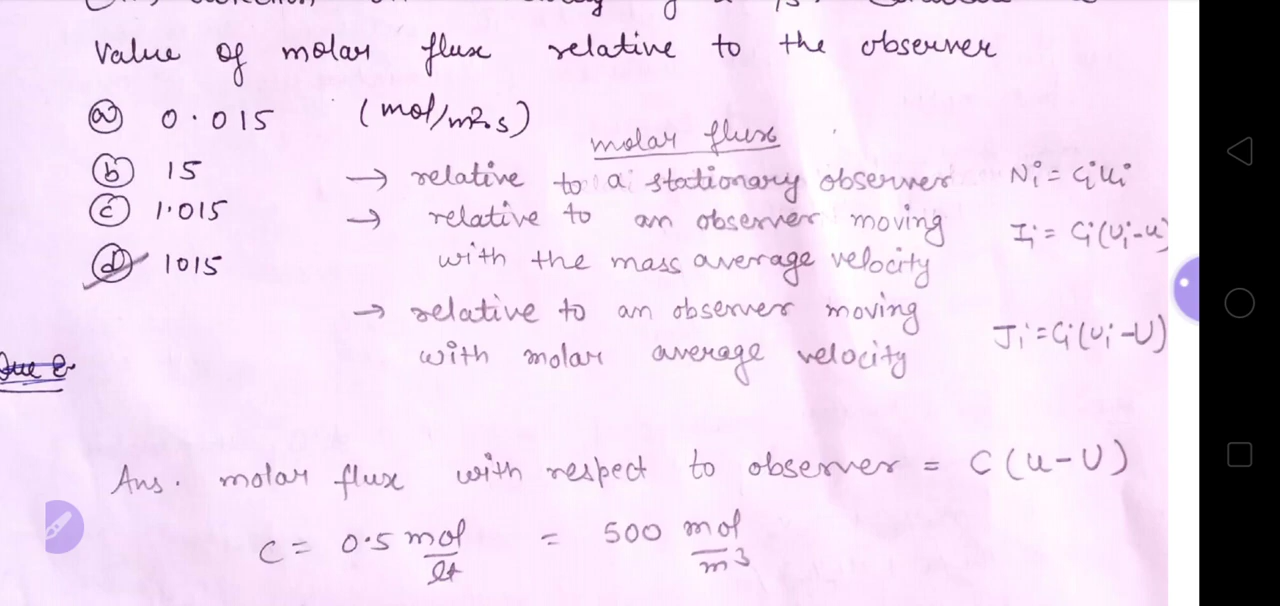 value of molar flux relative to the observer
(a) 0.015 (mol/m².s)
molar flux
(b) 15 → relative to a stationary observer Ni = CiUi
(c) 1.015 → relative to an observer moving Ii = Ci(Ui-u)
(d) 1015 with the mass average velocity
→ relative to an observer moving
with molar average velocity Ji = Ci(Ui-U)
Ans. molar flux with respect to observer = C(u-U)
C = 0.5 mol/lt = 500 mol/m³